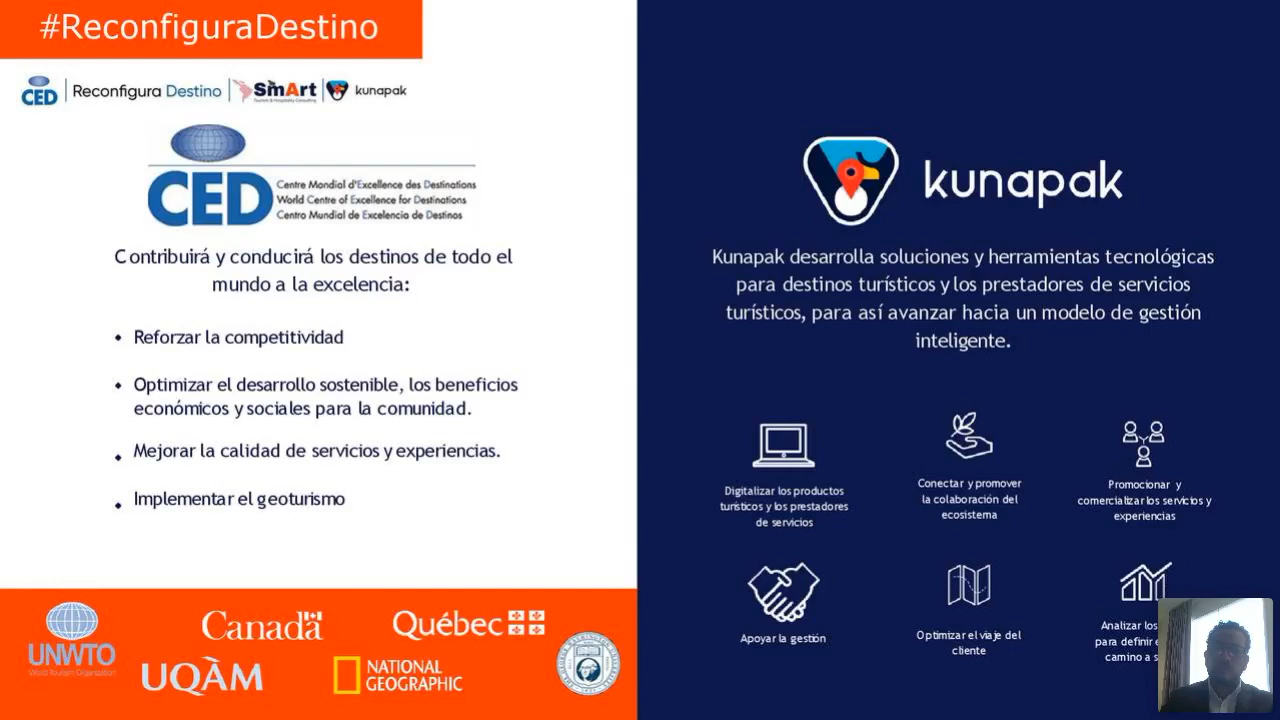 #ReconfiguraDestino
CED | Reconfigura Destino | SmArt | kunapak
CED
Centre Mondial d'Excellence des Destinations
World Centre of Excellence for Destinations
Centro Mundial de Excelencia de Destinos
Contribuirá y conducirá los destinos de todo el
mundo a la excelencia:
Reforzar la competitividad
Optimizar el desarrollo sostenible, los beneficios
económicos y sociales para la comunidad.
Mejorar la calidad de servicios y experiencias.
Implementar el geoturismo
UNWTO
World Tourism Organization
Canada
Québec
UQÀM
NATIONAL
GEOGRAPHIC
kunapak
Kunapak desarrolla soluciones y herramientas tecnológicas
para destinos turísticos y los prestadores de servicios
turísticos, para así avanzar hacia un modelo de gestión
inteligente.
Digitalizar los productos
turísticos y los prestadores
de servicios
Conectar y promover
la colaboración del
ecosistema
Promocionar y
comercializar los servicios y
experiencias
Apoyar la gestión
Optimizar el viaje del
cliente
Analizar los
para definir
camino a